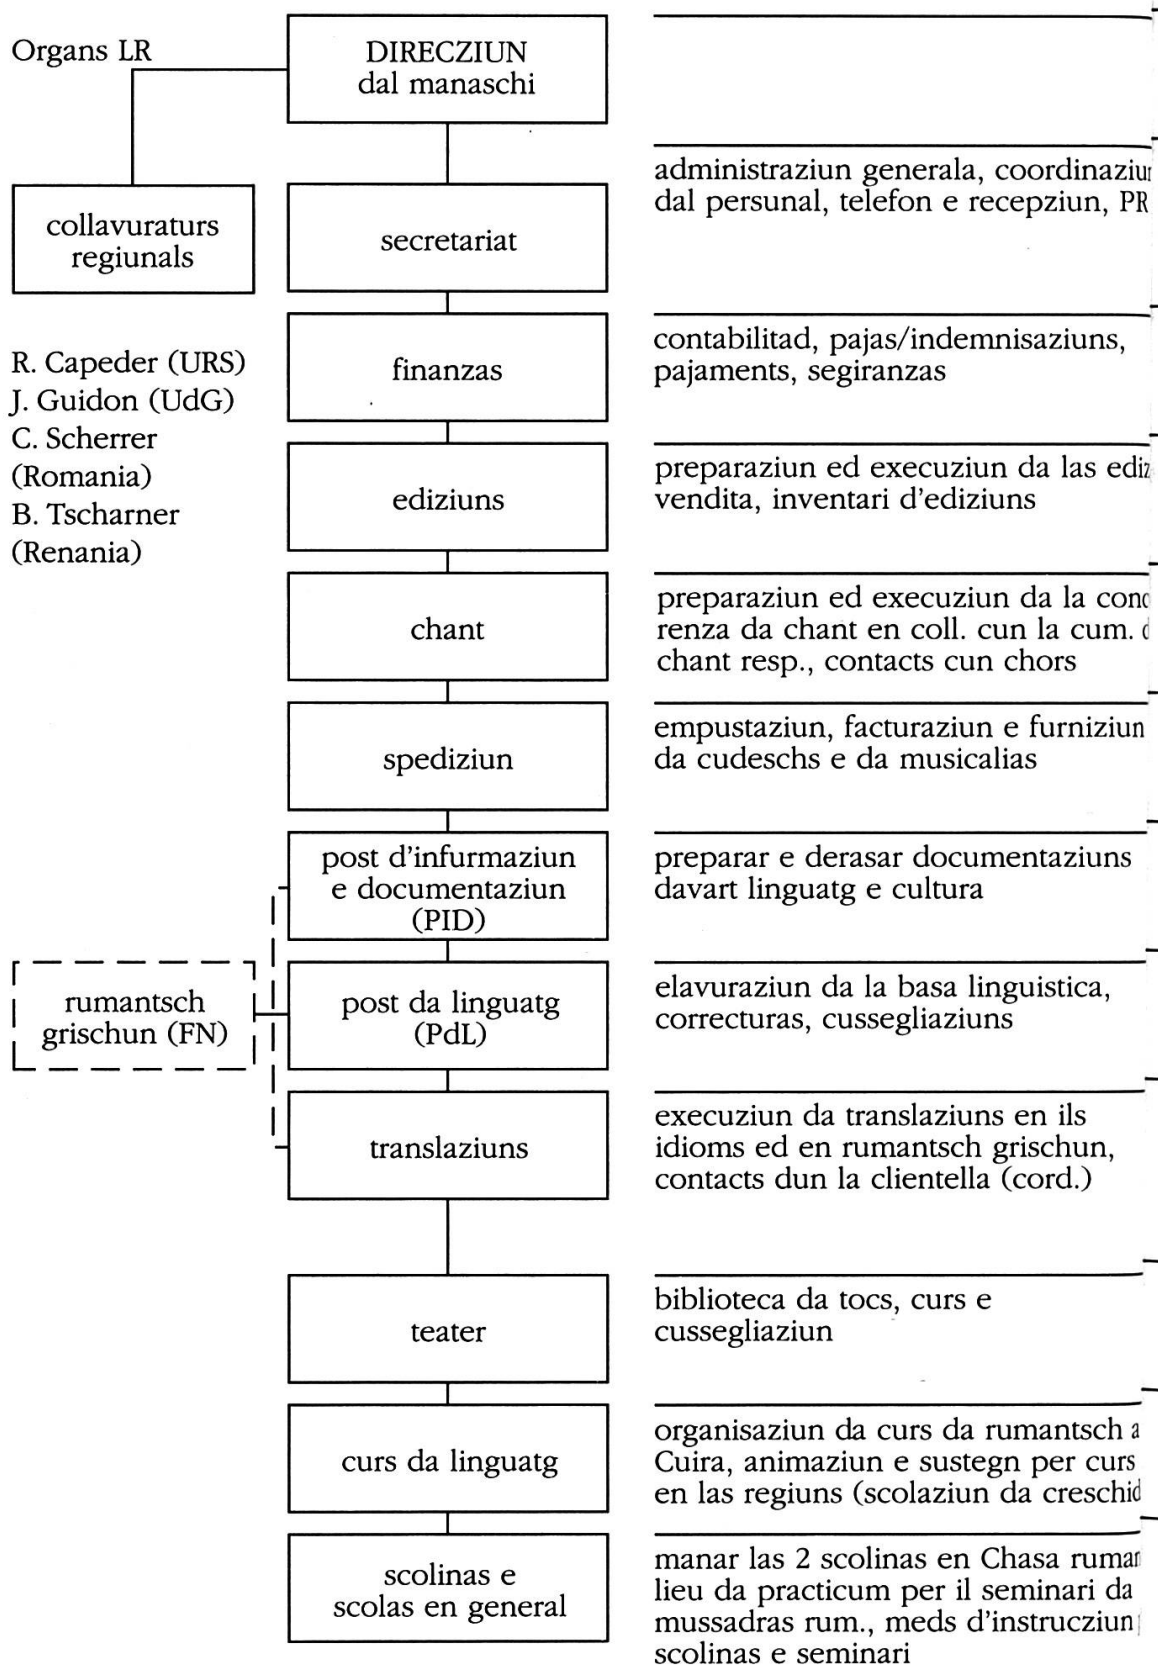 Organs LR
DIRECZIUN
dal manaschi
collavuraturs
regiunals
R. Capeder (URS)
J. Guidon (UdG)
C. Scherrer
(Romania)
B. Tscharner
(Renania)
secretariat
administraziun generala, coordinaziun
dal persunal, telefon e recepziun, PR
finanzas
contabilitad, pajas/indemnisaziuns,
pajaments, segiranzas
ediziuns
preparaziun ed execuziun da las
vendita, inventari d'ediziuns
chant
preparaziun ed execuziun da la
renza da chant en coll. cun la cum.
chant resp., contacts cun chors
spediziun
empustaziun, facturaziun e furniziun
da cudeschs e da musicalias
post d'infurmaziun
e documentaziun
(PID)
preparar e derasar documentaziuns
davart linguatg e cultura
rumantsch
grischun (FN)
post da linguatg
(PdL)
elavuraziun da la basa linguistica,
correcturas, cussegliaziuns
translaziuns
execuziun da translaziuns en ils
idioms ed en rumantsch grischun,
contacts dun la clientella (cord.)
teater
biblioteca da tocs, curs e
cussegliaziun
curs da linguatg
organisaziun da curs da rumantsch a
Cuira, animaziun e sustegn per curs
en las regiuns (scolaziun da
scolinas e
scolas en general
manar las 2 scolinas en Chasa
lieu da practicum per il seminari da
mussadras rum., meds d'instrucziun
scolinas e seminari